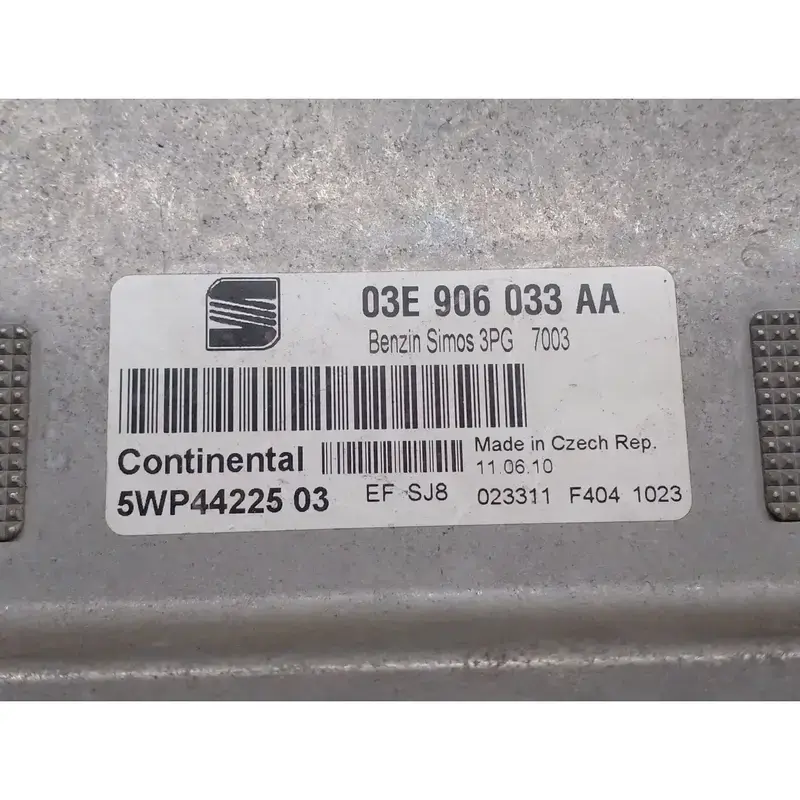 03E 906 033 AA
Benzin Simos 3PG 7003
Continental
Made in Czech Rep.
11.06.10
5WP44225 03
EF SJ8
023311 F404 1023